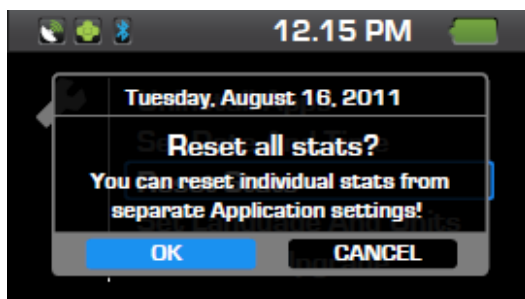 12.15 PM
Tuesday, August 16, 2011
Reset all stats?
You can reset individual stats from
separate Application settings!
OK CANCEL